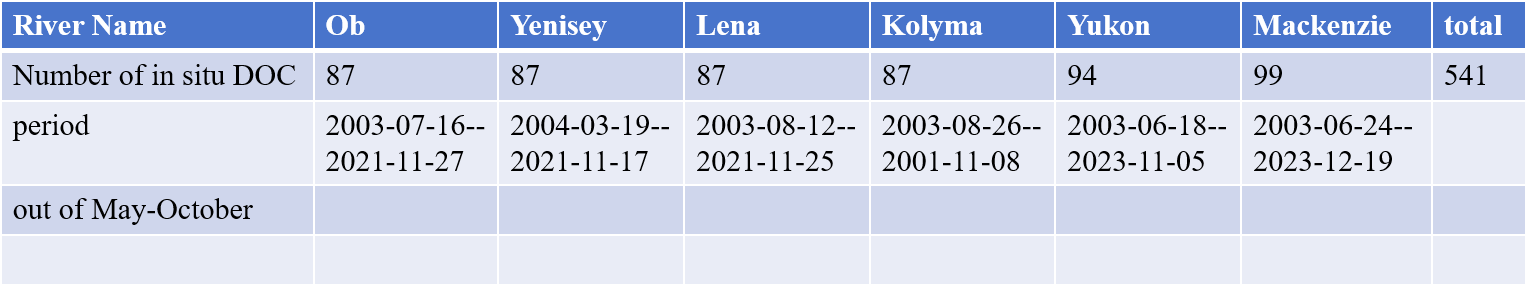 River Name Ob Yenisey Lena Kolyma Yukon Mackenzie total
Number of in situ DOC 87 87 87 87 94 99 541
period 2003-07-16-- 2004-03-19-- 2003-08-12-- 2003-08-26-- 2003-06-18-- 2003-06-24--
2021-11-27 2021-11-17 2021-11-25 2001-11-08 2023-11-05 2023-12-19
out of May-October